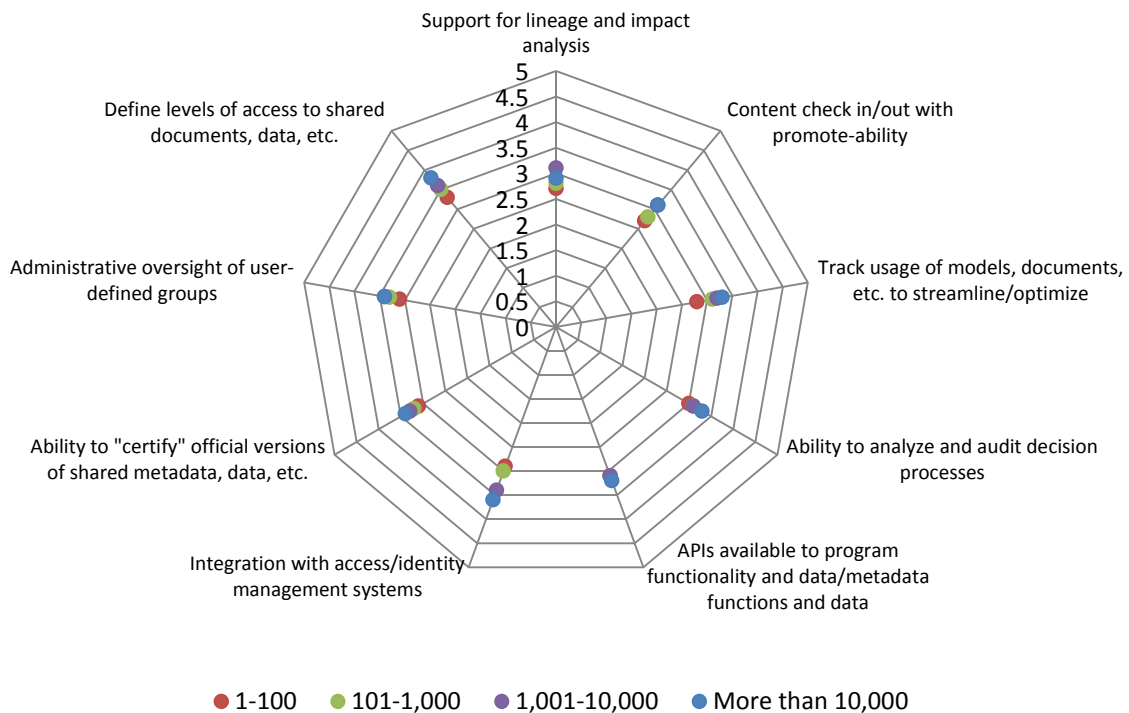 Support for lineage and impact
analysis
Define levels of access to shared
documents, data, etc.
Content check in/out with
promote-ability
5
4.5
4
3.5
3
2.5
2
1.5
1
0.5
0
Administrative oversight of user-
defined groups
Track usage of models, documents,
etc. to streamline/optimize
Ability to "certify" official versions
of shared metadata, data, etc.
Ability to analyze and audit decision
processes
Integration with access/identity
management systems
APIs available to program
functionality and data/metadata
functions and data
1-100 101-1,000 1,001-10,000 More than 10,000